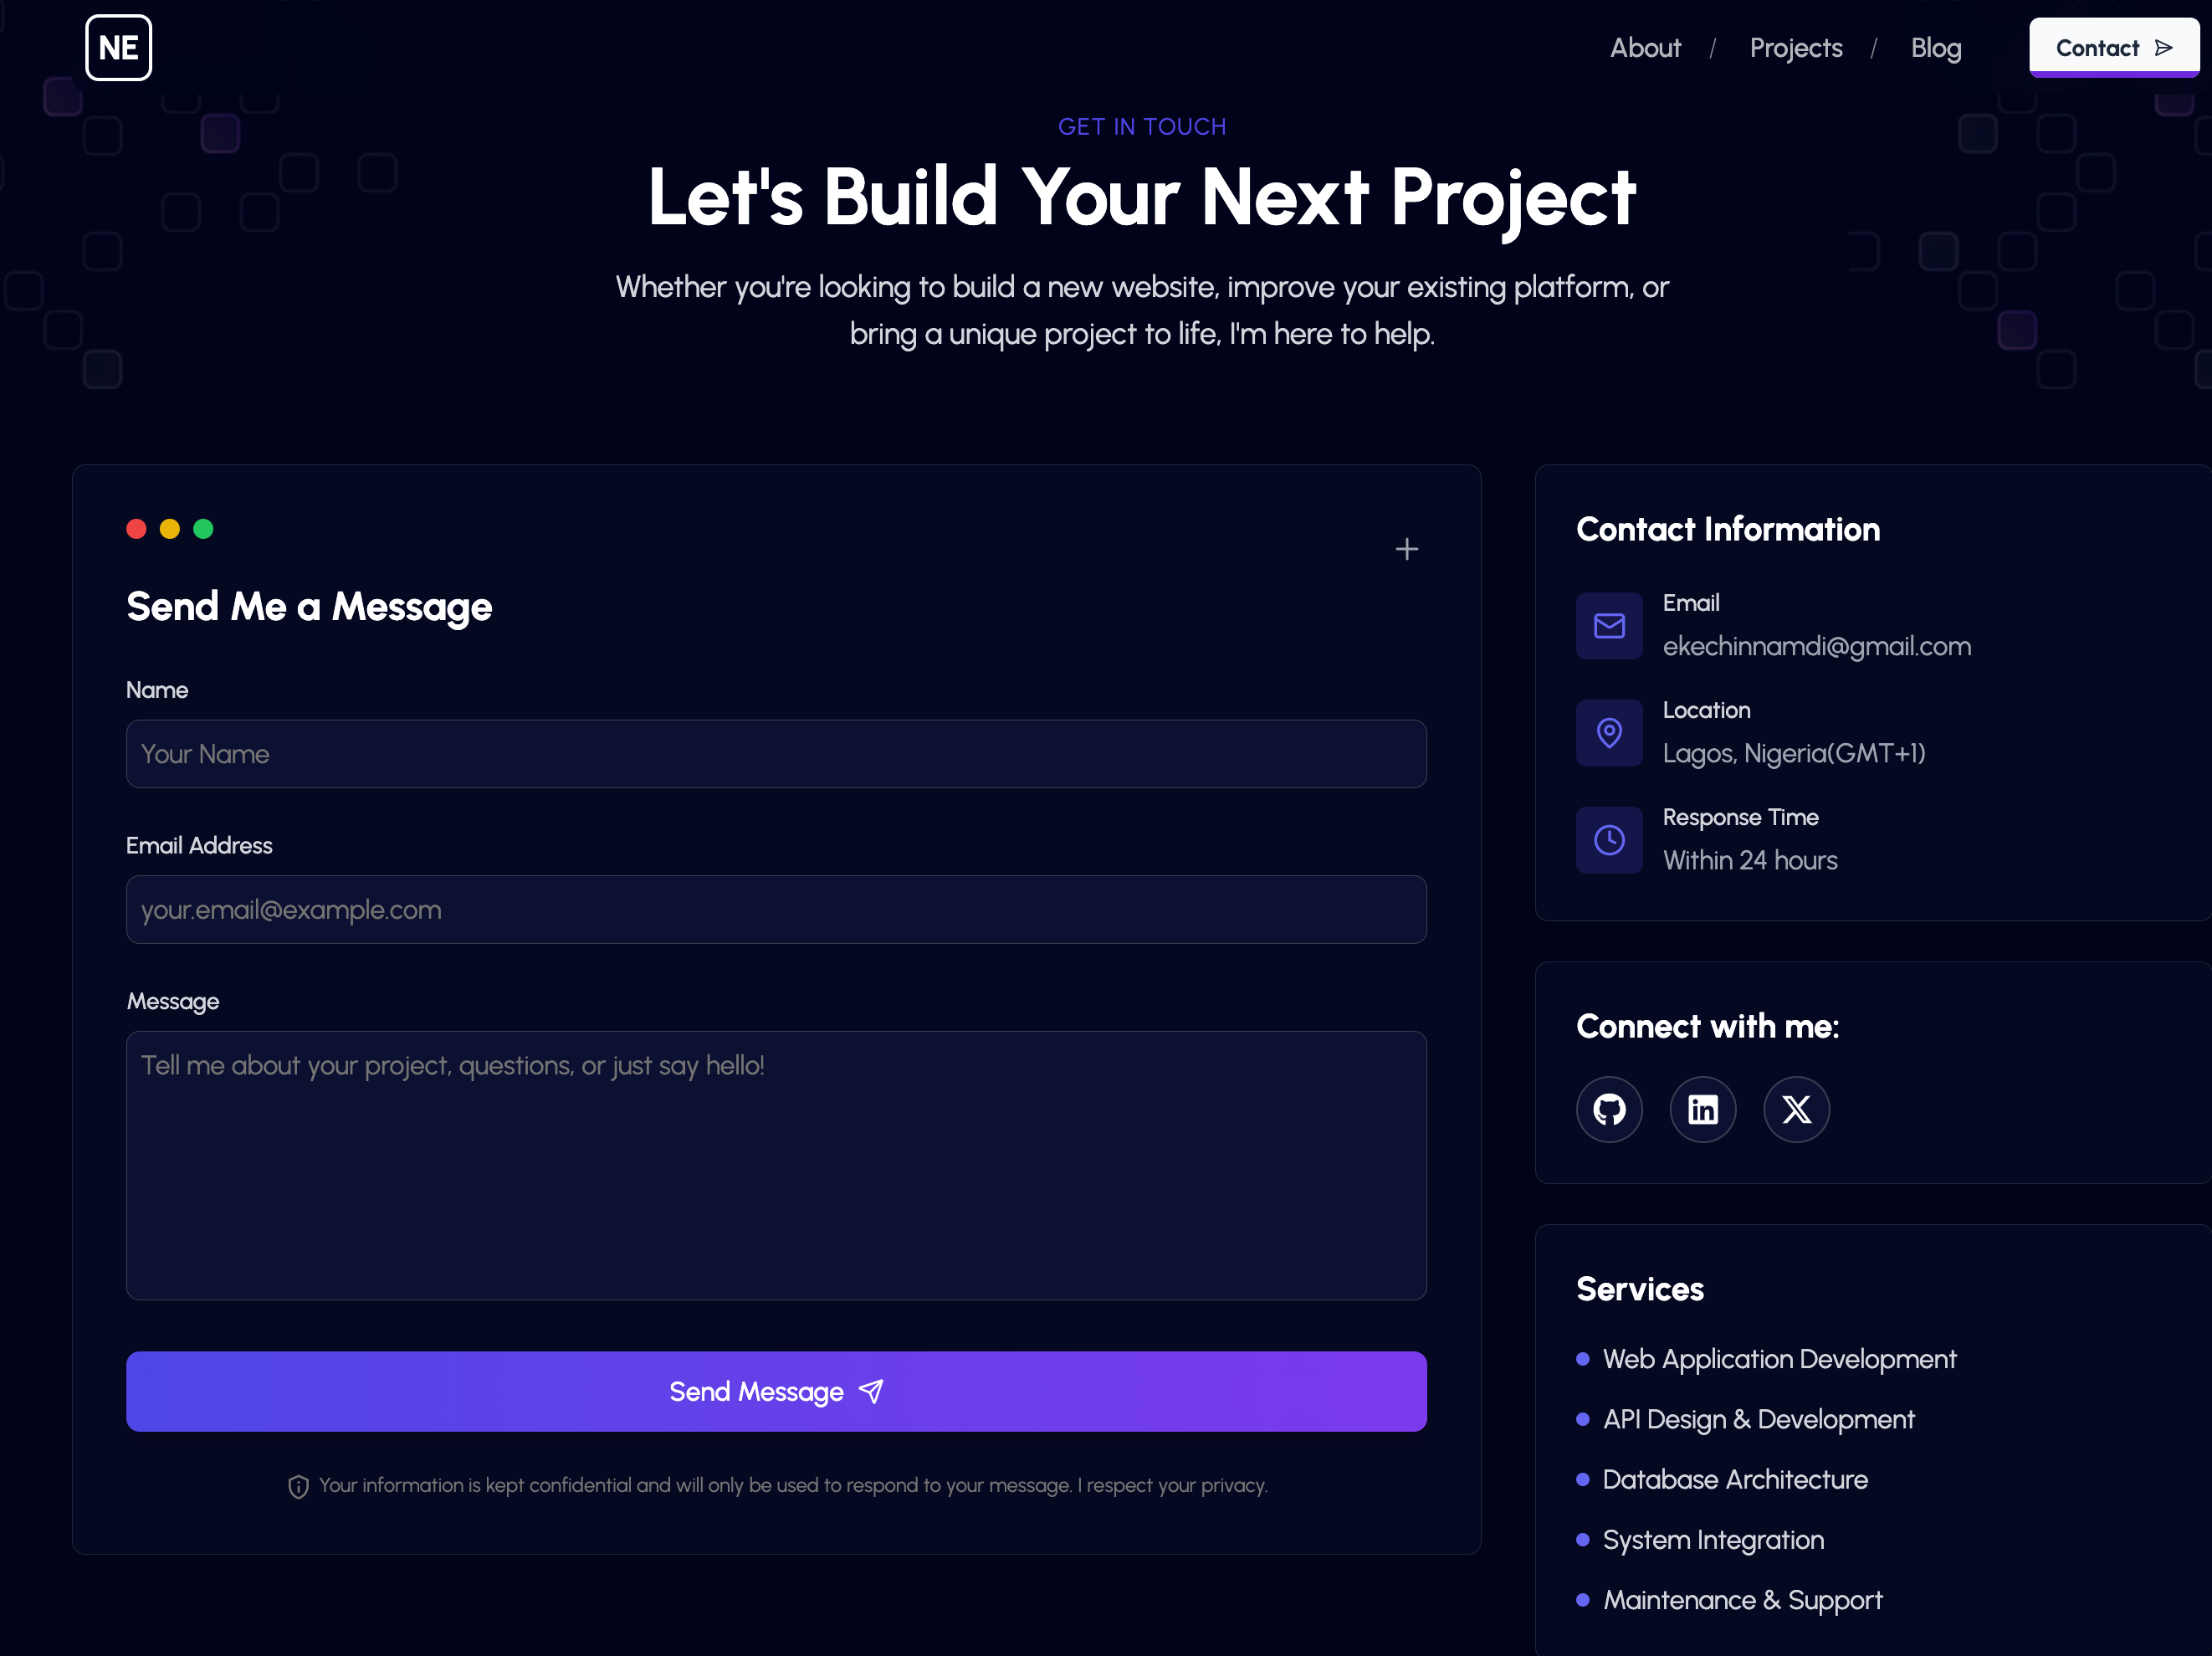 NE
About / Projects / Blog
Contact
GET IN TOUCH
Let's Build Your Next Project
Whether you're looking to build a new website, improve your existing platform, or
bring a unique project to life, I'm here to help.
Send Me a Message
Name
Your Name
Email Address
your.email@example.com
Message
Tell me about your project, questions, or just say hello!
Send Message
Your information is kept confidential and will only be used to respond to your message. I respect your privacy.
Contact Information
Email
ekechinnamdi@gmail.com
Location
Lagos, Nigeria(GMT+1)
Response Time
Within 24 hours
Connect with me:
Services
Web Application Development
API Design & Development
Database Architecture
System Integration
Maintenance & Support